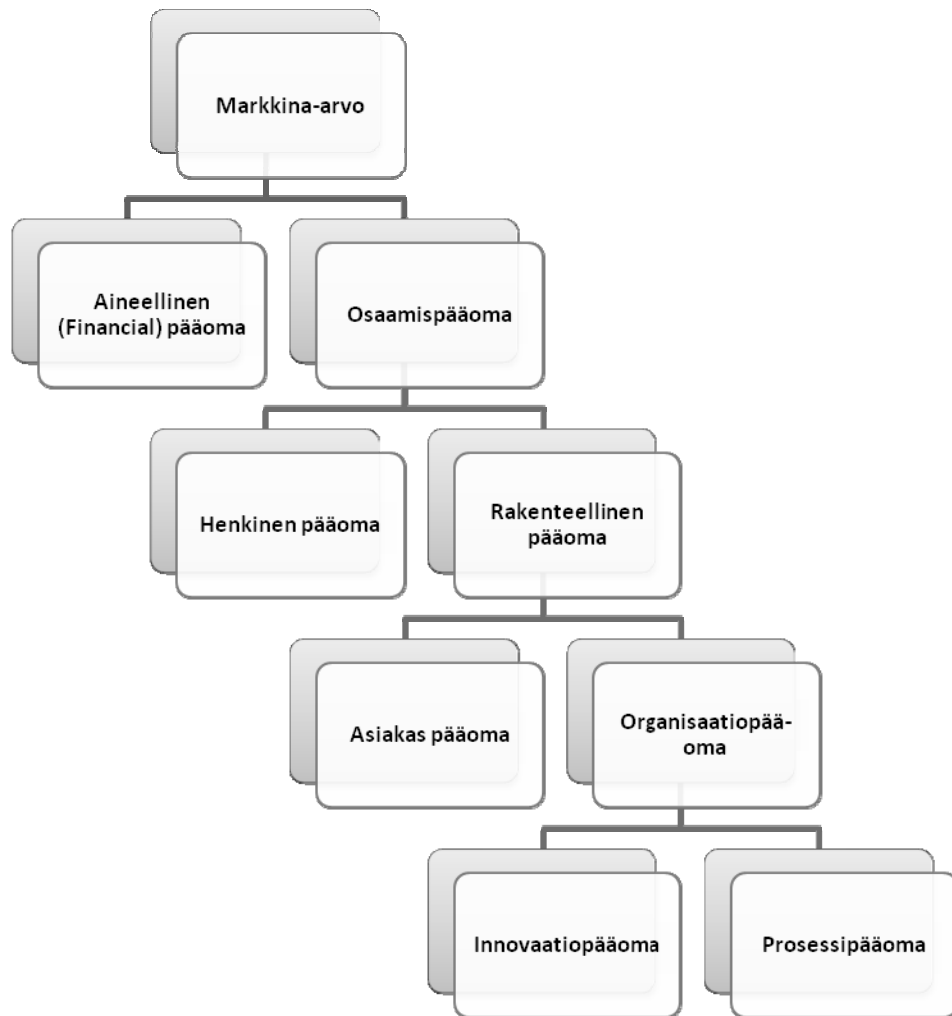 Markkina-arvo
Aineellinen
(Financial) pääoma
Osaamispääoma
Henkinen pääoma
Rakenteellinen
pääoma
Asiakas pääoma
Organisaatiopää-
oma
Innovaatiopääoma
Prosessipääoma